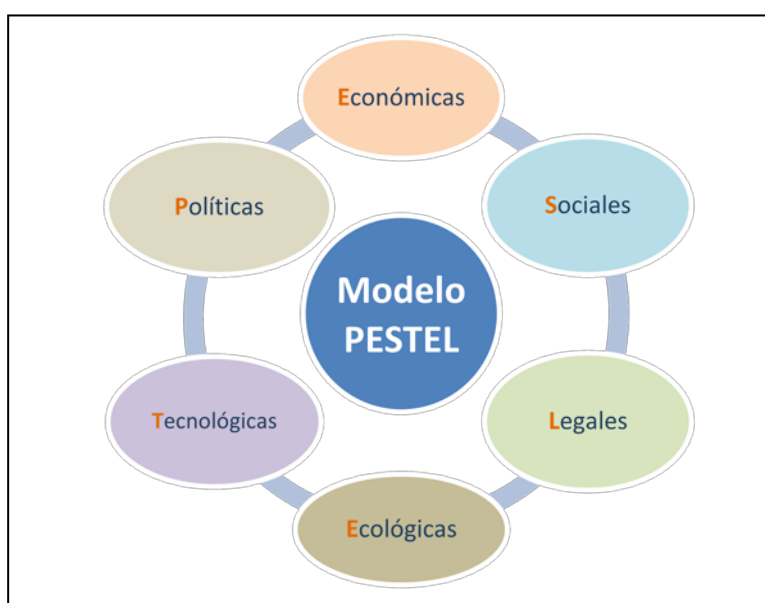 Económicas
Políticas
Sociales
Modelo
PESTEL
Tecnológicas
Legales
Ecológicas